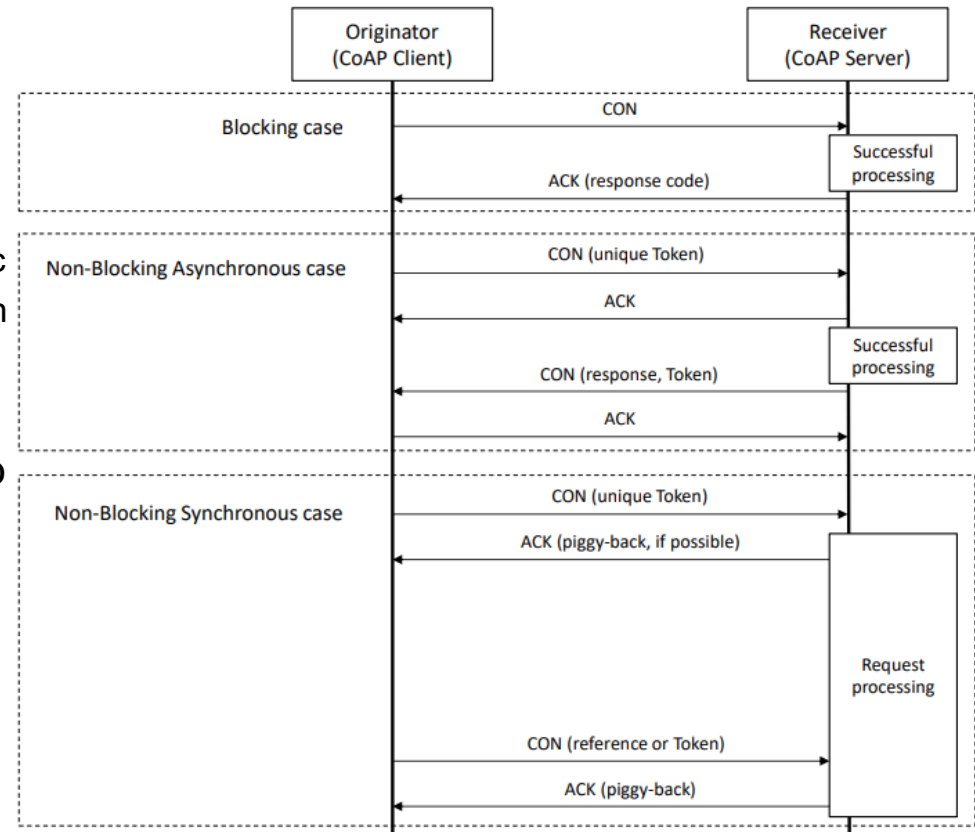 Originator
(CoAP Client)
Receiver
(CoAP Server)
Blocking case
CON
Successful
processing
ACK (response code)
c
n
Non-Blocking Asynchronous case
CON (unique Token)
ACK
Successful
processing
CON (response, Token)
ACK
Non-Blocking Synchronous case
CON (unique Token)
ACK (piggy-back, if possible)
Request
processing
CON (reference or Token)
ACK (piggy-back)